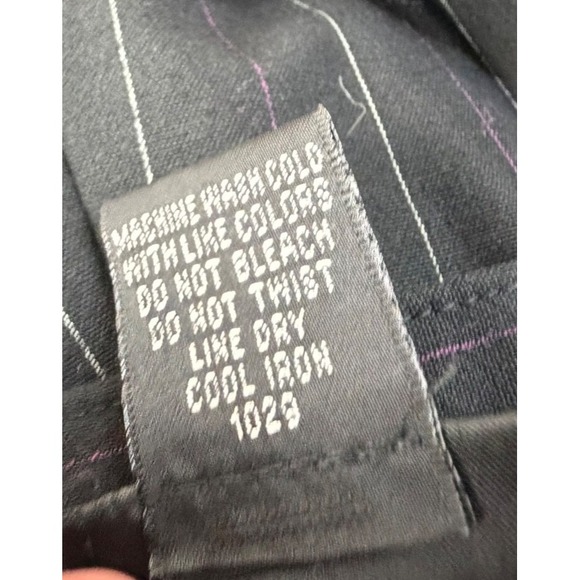 MACHINE WASH COLD
WITH LIKE COLORS
DO NOT BLEACH
DO NOT TWIST
LINE DRY
COOL IRON
1029